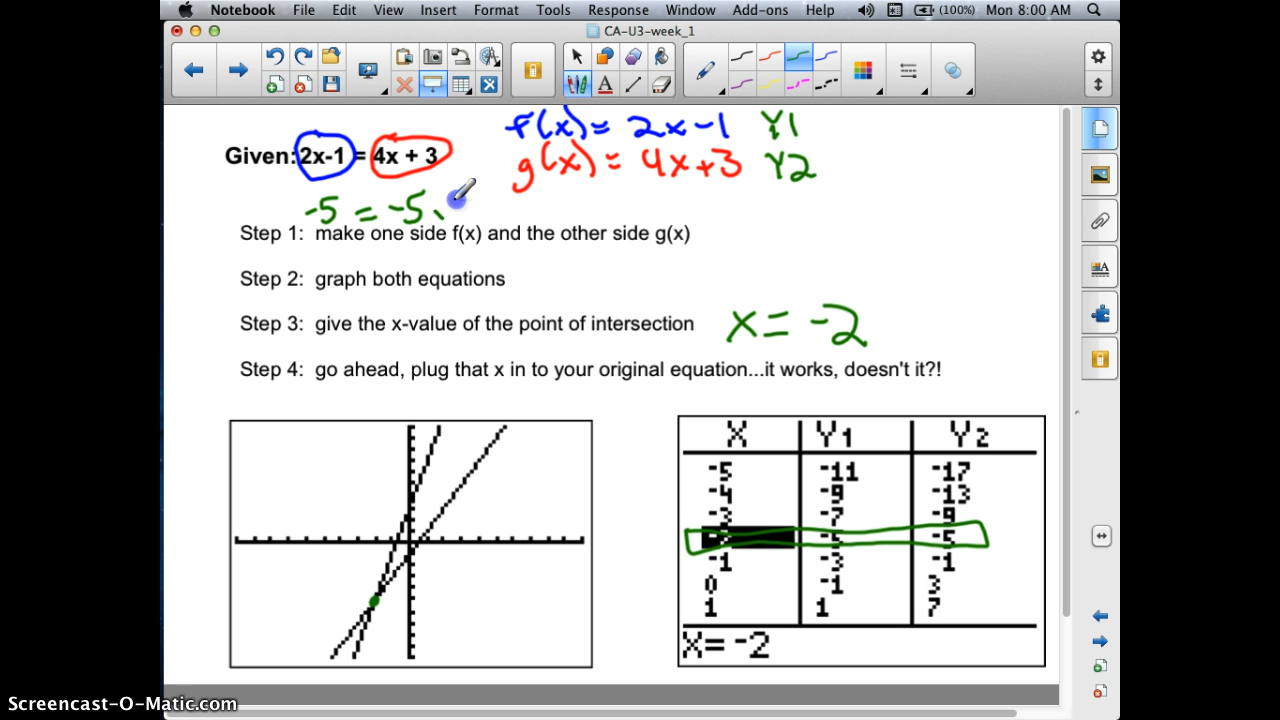 Notebook File Edit View Insert Format Tools Response Window Add-ons Help (100%) Mon 8:00 AM
CA-U3-week_1
f(x) = 2x-1 Y1
Given: 2x-1 = 4x + 3
g(x) = 4x+3 Y2
-5 = -5
Step 1: make one side f(x) and the other side g(x)
Step 2: graph both equations
Step 3: give the x-value of the point of intersection x = -2
Step 4: go ahead, plug that x in to your original equation...it works, doesn't it?!
X Y1 Y2
-5 -11 -17
-4 -9 -13
-3 -7 -9
-5 -5
-1 -3 -1
0 -1 3
1 1 7
X= -2
Screencast-O-Matic.com